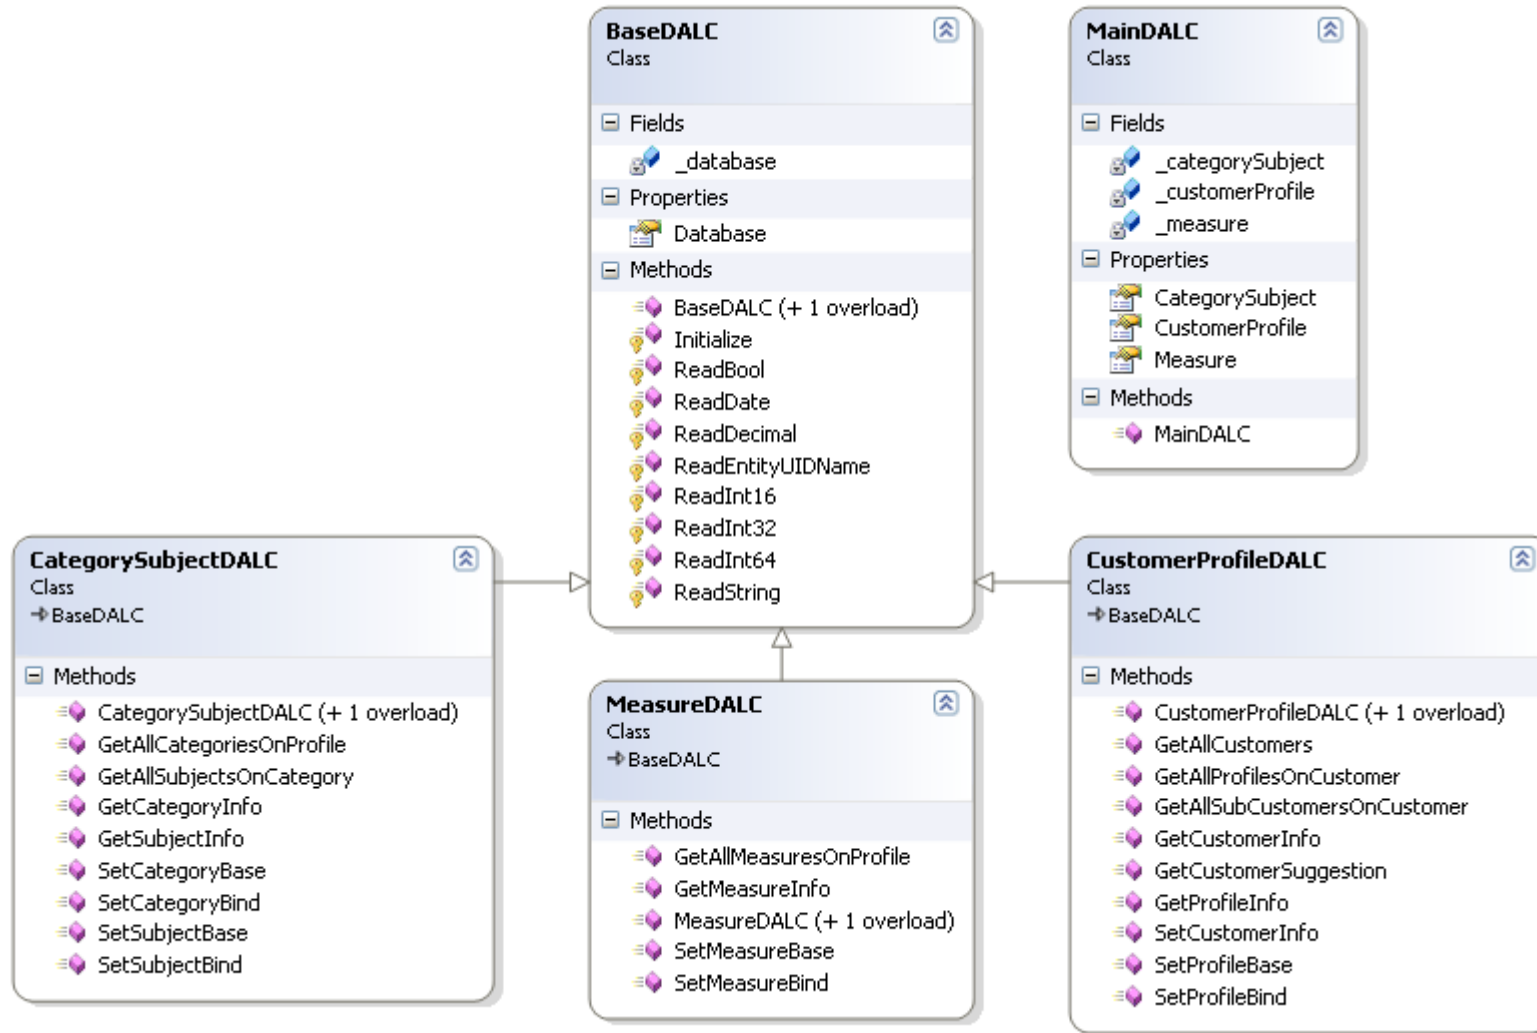 BaseDALC
Class
Fields
_database
Properties
Database
Methods
BaseDALC (+ 1 overload)
Initialize
ReadBool
ReadDate
ReadDecimal
ReadEntityUIDName
ReadInt16
ReadInt32
ReadInt64
ReadString
MainDALC
Class
Fields
_categorySubject
_customerProfile
_measure
Properties
CategorySubject
CustomerProfile
Measure
Methods
MainDALC
CategorySubjectDALC
Class
BaseDALC
Methods
CategorySubjectDALC (+ 1 overload)
GetAllCategoriesOnProfile
GetAllSubjectsOnCategory
GetCategoryInfo
GetSubjectInfo
SetCategoryBase
SetCategoryBind
SetSubjectBase
SetSubjectBind
MeasureDALC
Class
BaseDALC
Methods
GetAllMeasuresOnProfile
GetMeasureInfo
MeasureDALC (+ 1 overload)
SetMeasureBase
SetMeasureBind
CustomerProfileDALC
Class
BaseDALC
Methods
CustomerProfileDALC (+ 1 overload)
GetAllCustomers
GetAllProfilesOnCustomer
GetAllSubCustomersOnCustomer
GetCustomerInfo
GetCustomerSuggestion
GetProfileInfo
SetCustomerInfo
SetProfileBase
SetProfileBind